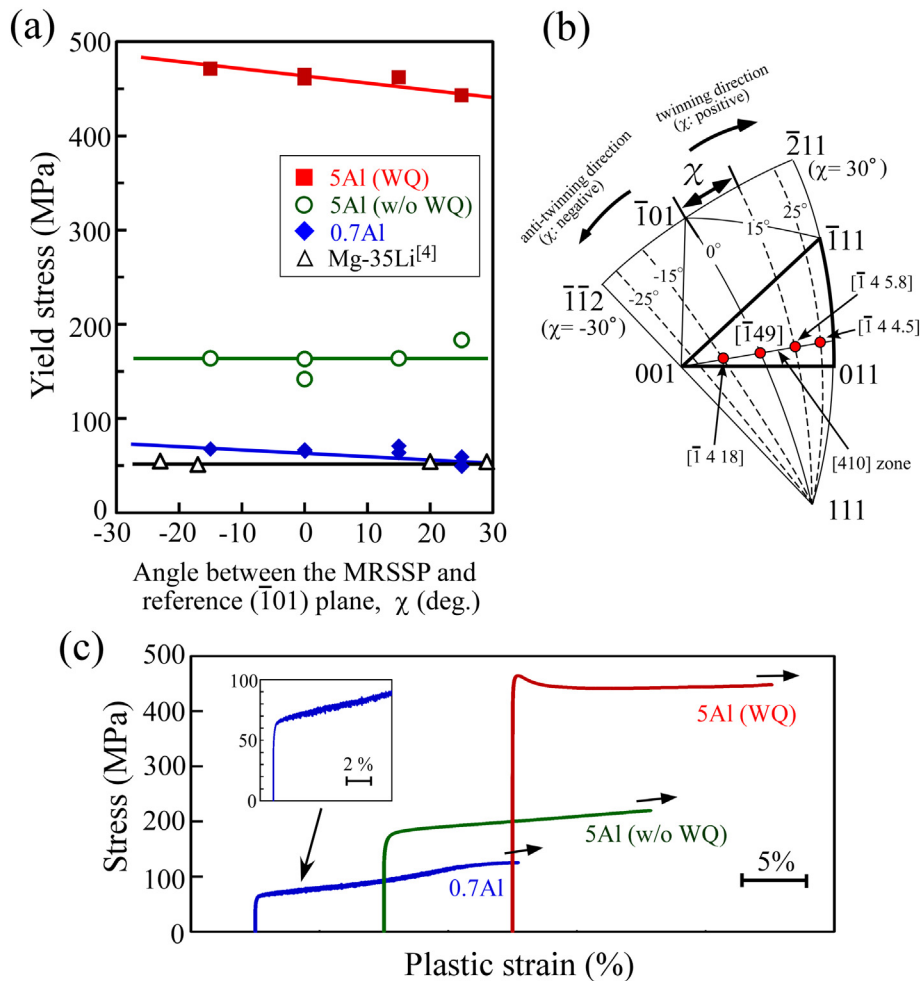 (a)
500
400
300
200
100
0
Yield stress (MPa)
5Al (WQ)
5Al (w/o WQ)
0.7Al
Mg-35Li[4]
-30 -20 -10 0 10 20 30
Angle between the MRSSP and
reference (1̅01) plane, χ (deg.)
(b)
twinning direction
(χ: positive)
anti-twinning direction
(χ: negative)
χ
2̅11
(χ= 30°)
1̅01
25°
15°
0°
-15°
-25°
1̅11
1̅1̅2
(χ= -30°)
[1̅ 4 5.8]
[1̅49]
[1̅ 4 4.5]
001
011
[1̅ 4 18]
[410] zone
111
(c)
500
400
300
200
100
0
Stress (MPa)
100
50
0
2 %
5Al (WQ)
5Al (w/o WQ)
0.7Al
5%
Plastic strain (%)